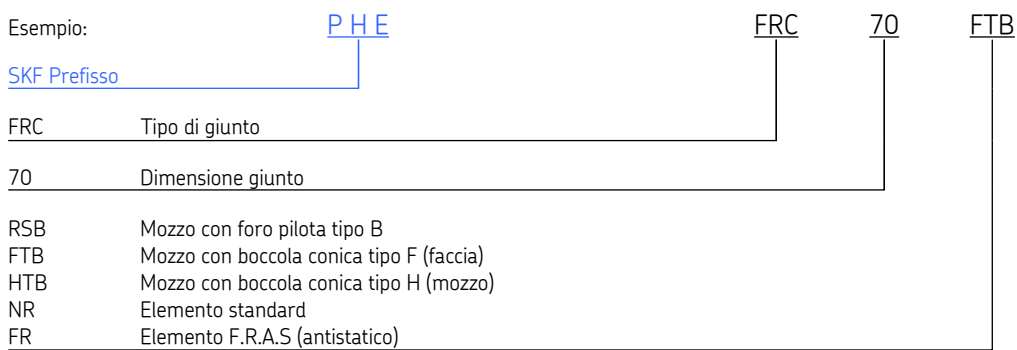 Esempio: P H E FRC 70 FTB
SKF Prefisso
FRC Tipo di giunto
70 Dimensione giunto
RSB Mozzo con foro pilota tipo B
FTB Mozzo con boccola conica tipo F (faccia)
HTB Mozzo con boccola conica tipo H (mozzo)
NR Elemento standard
FR Elemento F.R.A.S (antistatico)